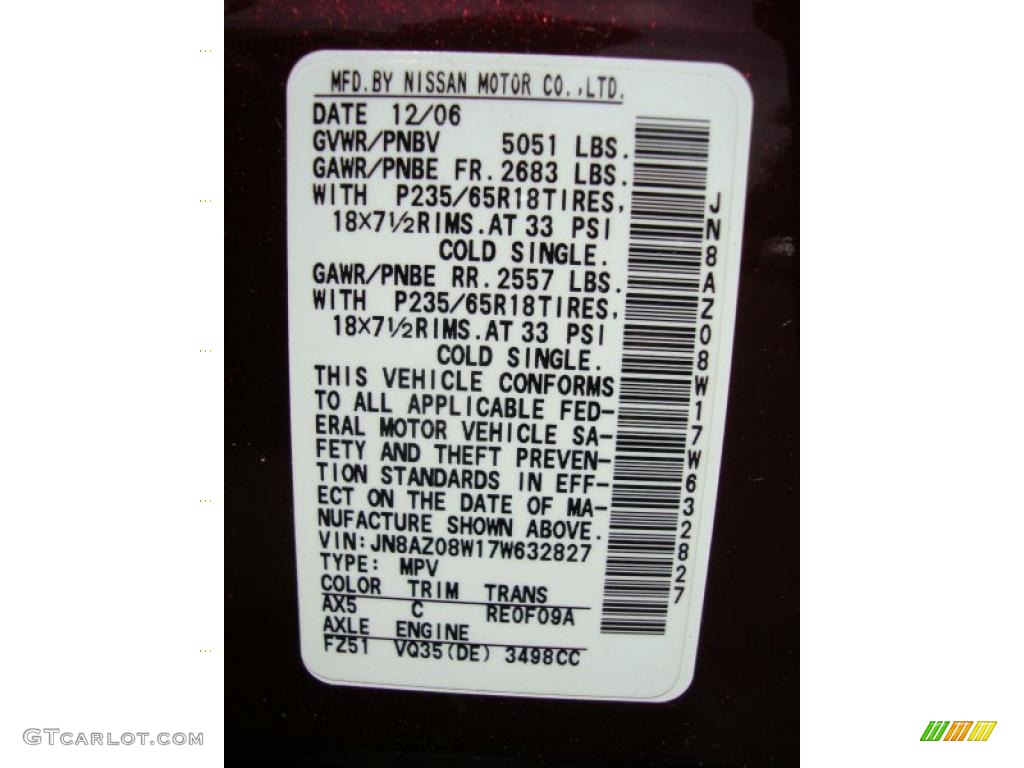 MFD.BY NISSAN MOTOR CO.,LTD.
DATE 12/06
GVWR/PNBV 5051 LBS.
GAWR/PNBE FR. 2683 LBS.
WITH P235/65R18TIRES,
18×7½RIMS.AT 33 PSI
COLD SINGLE.
GAWR/PNBE RR. 2557 LBS.
WITH P235/65R18TIRES,
18×7½RIMS.AT 33 PSI
COLD SINGLE.
THIS VEHICLE CONFORMS
TO ALL APPLICABLE FED-
ERAL MOTOR VEHICLE SA-
FETY AND THEFT PREVEN-
TION STANDARDS IN EFF-
ECT ON THE DATE OF MA-
NUFACTURE SHOWN ABOVE.
VIN:JN8AZ08W17W632827
TYPE: MPV
COLOR TRIM TRANS
AX5 C RE0F09A
AXLE ENGINE
FZ51 VQ35(DE) 3498CC
JN8AZ08W17W632827
GTCarlot.com